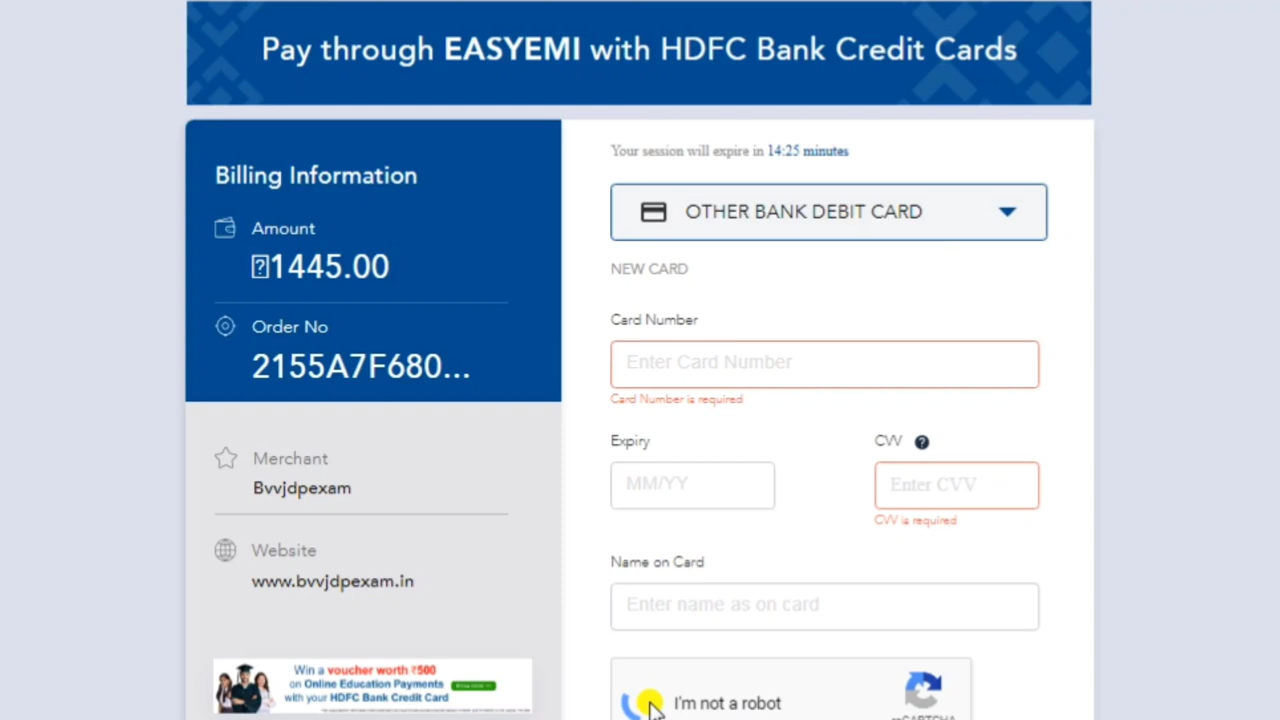 Pay through EASYEMI with HDFC Bank Credit Cards
Billing Information
Amount
1445.00
Order No
2155A7F680...
Merchant
Bvvjdpexam
Website
www.bvvjdpexam.in
Win a voucher worth ₹500
on Online Education Payments
with your HDFC Bank Credit Card
Your session will expire in 14:25 minutes
OTHER BANK DEBIT CARD
NEW CARD
Card Number
Enter Card Number
Card Number is required
Expiry
MM/YY
CVV ?
Enter CVV
CVV is required
Name on Card
Enter name as on card
I'm not a robot
reCAPTCHA